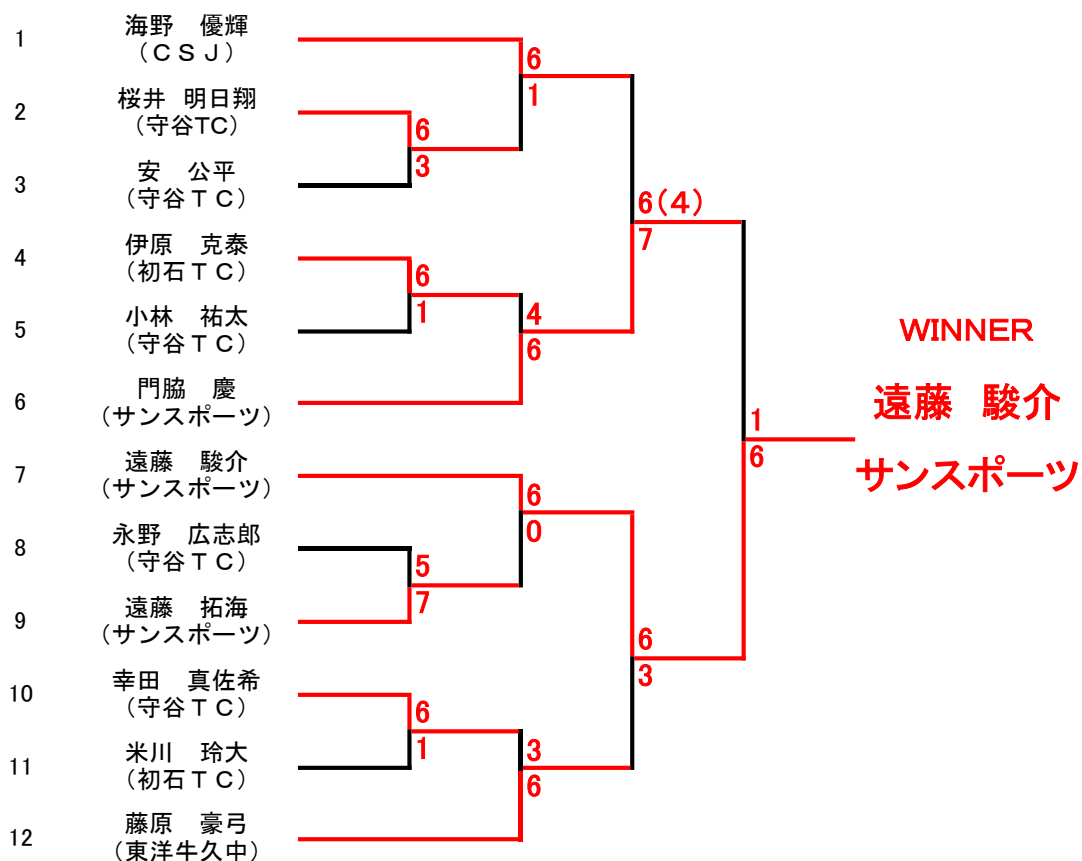 1
海野　優輝
（ＣＳＪ）
2
桜井　明日翔
（守谷TC）
3
安　公平
（守谷ＴＣ）
4
伊原　克泰
（初石ＴＣ）
5
小林　祐太
（守谷ＴＣ）
6
門脇　慶
（サンスポーツ）
7
遠藤　駿介
（サンスポーツ）
8
永野　広志郎
（守谷ＴＣ）
9
遠藤　拓海
（サンスポーツ）
10
幸田　真佐希
（守谷ＴＣ）
11
米川　玲大
（初石ＴＣ）
12
藤原　豪弓
（東洋牛久中）
6
3
6
1
5
7
6
1
6
1
4
6
6
0
3
6
6（4）
7
6
3
1
6
WINNER
遠藤　駿介
サンスポーツ